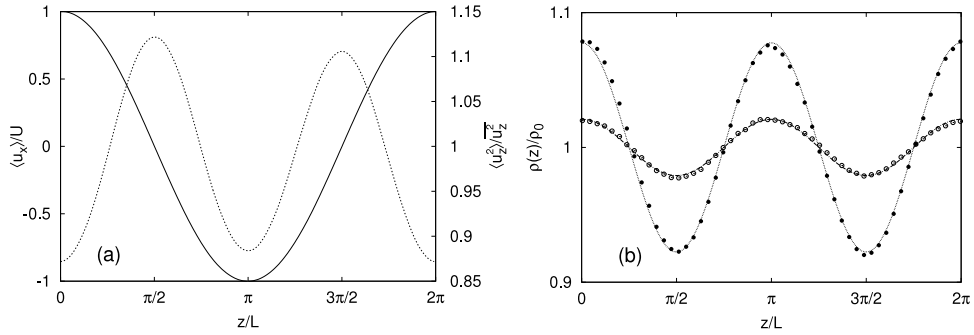 1
0.5
0
-0.5
-1
⟨u_x⟩/U
1.15
1.1
1.05
1
0.95
0.9
0.85
⟨u_z^2⟩/\overline{u_z^2}
(a)
0
π/2
π
3π/2
2π
z/L
1.1
1
0.9
ρ(z)/ρ_0
(b)
0
π/2
π
3π/2
2π
z/L